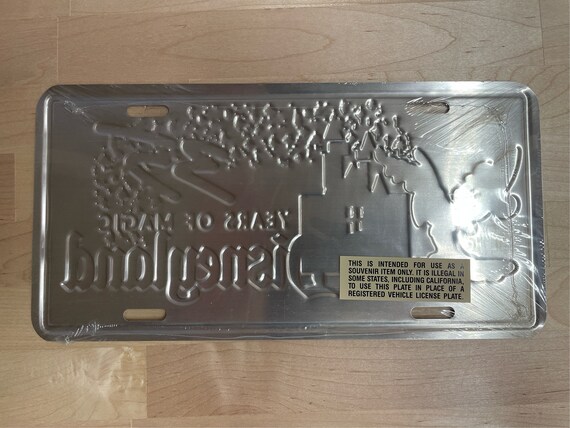 YEARS OF MAGIC
Disneyland
THIS IS INTENDED FOR USE AS A
SOUVENIR ITEM ONLY. IT IS ILLEGAL IN
SOME STATES, INCLUDING CALIFORNIA,
TO USE THIS PLATE IN PLACE OF A
REGISTERED VEHICLE LICENSE PLATE.